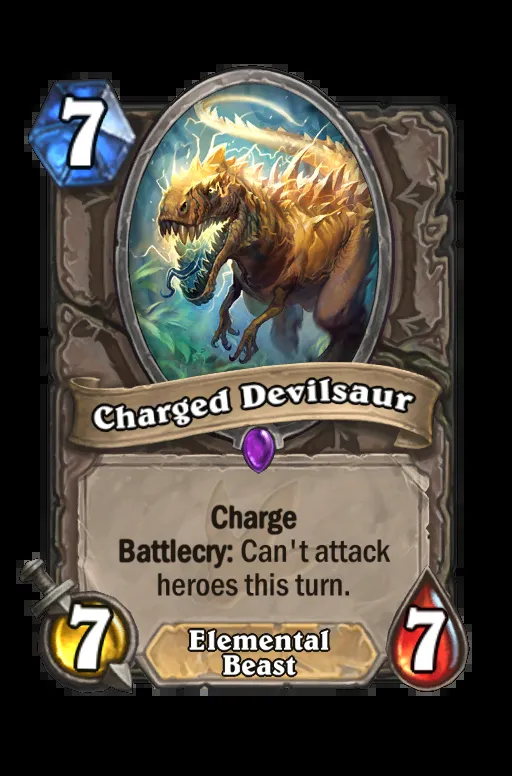 7
Charged Devilsaur
Charge
Battlecry: Can't attack
heroes this turn.
7
Elemental
Beast
7